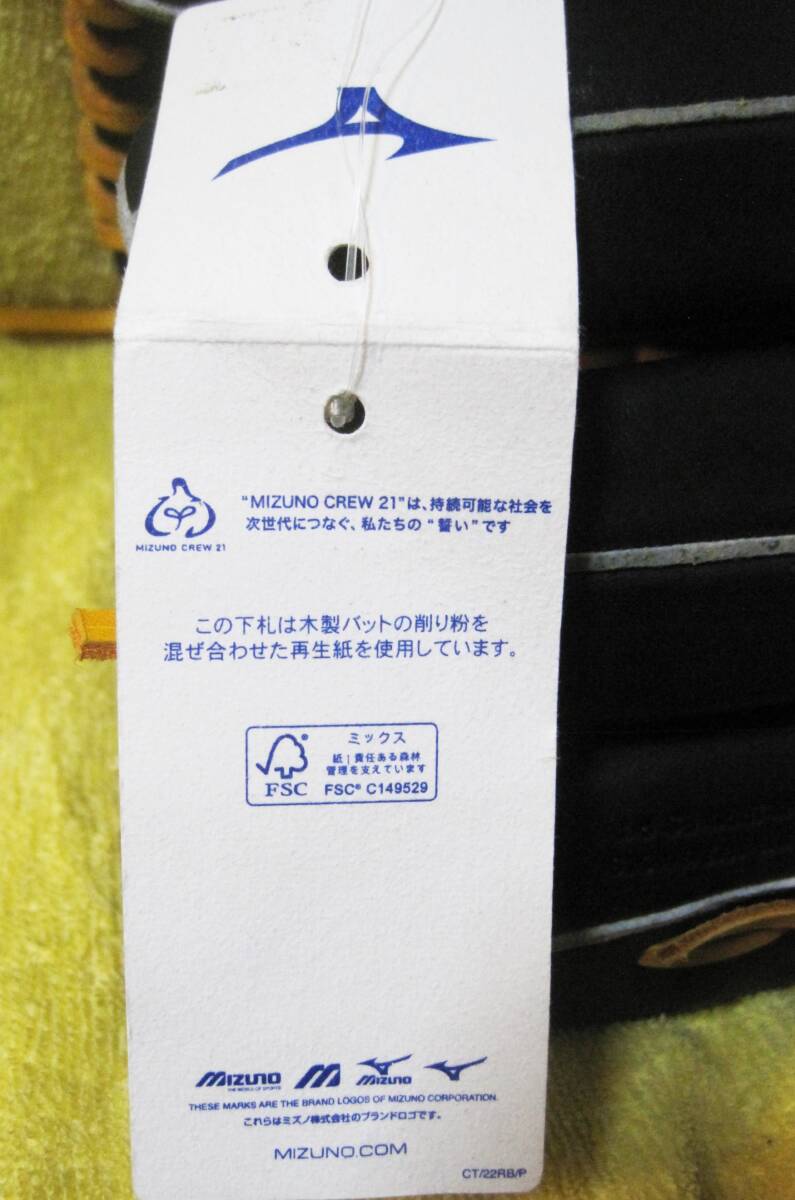 “MIZUNO CREW 21”は、持続可能な社会を
次世代につなぐ、私たちの“誓い”です
MIZUNO CREW 21
この下札は木製バットの削り粉を
混ぜ合わせた再生紙を使用しています。
ミックス
紙｜責任ある森林
管理を支えています
FSC
FSC® C149529
MIZUNO
THE WORLD OF SPORTS
MIZUNO
THESE MARKS ARE THE BRAND LOGOS OF MIZUNO CORPORATION.
これらはミズノ株式会社のブランドロゴです。
MIZUNO.COM
CT/22RB/P